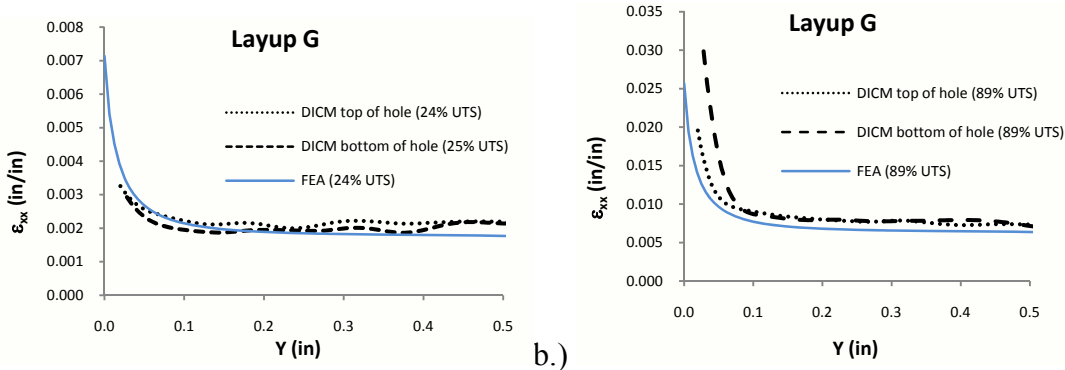 Layup G
0.008
0.007
0.006
0.005
0.004
0.003
0.002
0.001
0.000
εxx (in/in)
DICM top of hole (24% UTS)
DICM bottom of hole (25% UTS)
FEA (24% UTS)
0.0 0.1 0.2 0.3 0.4 0.5
Y (in)
b.)
Layup G
0.035
0.030
0.025
0.020
0.015
0.010
0.005
0.000
εxx (in/in)
DICM top of hole (89% UTS)
DICM bottom of hole (89% UTS)
FEA (89% UTS)
0.0 0.1 0.2 0.3 0.4 0.5
Y (in)